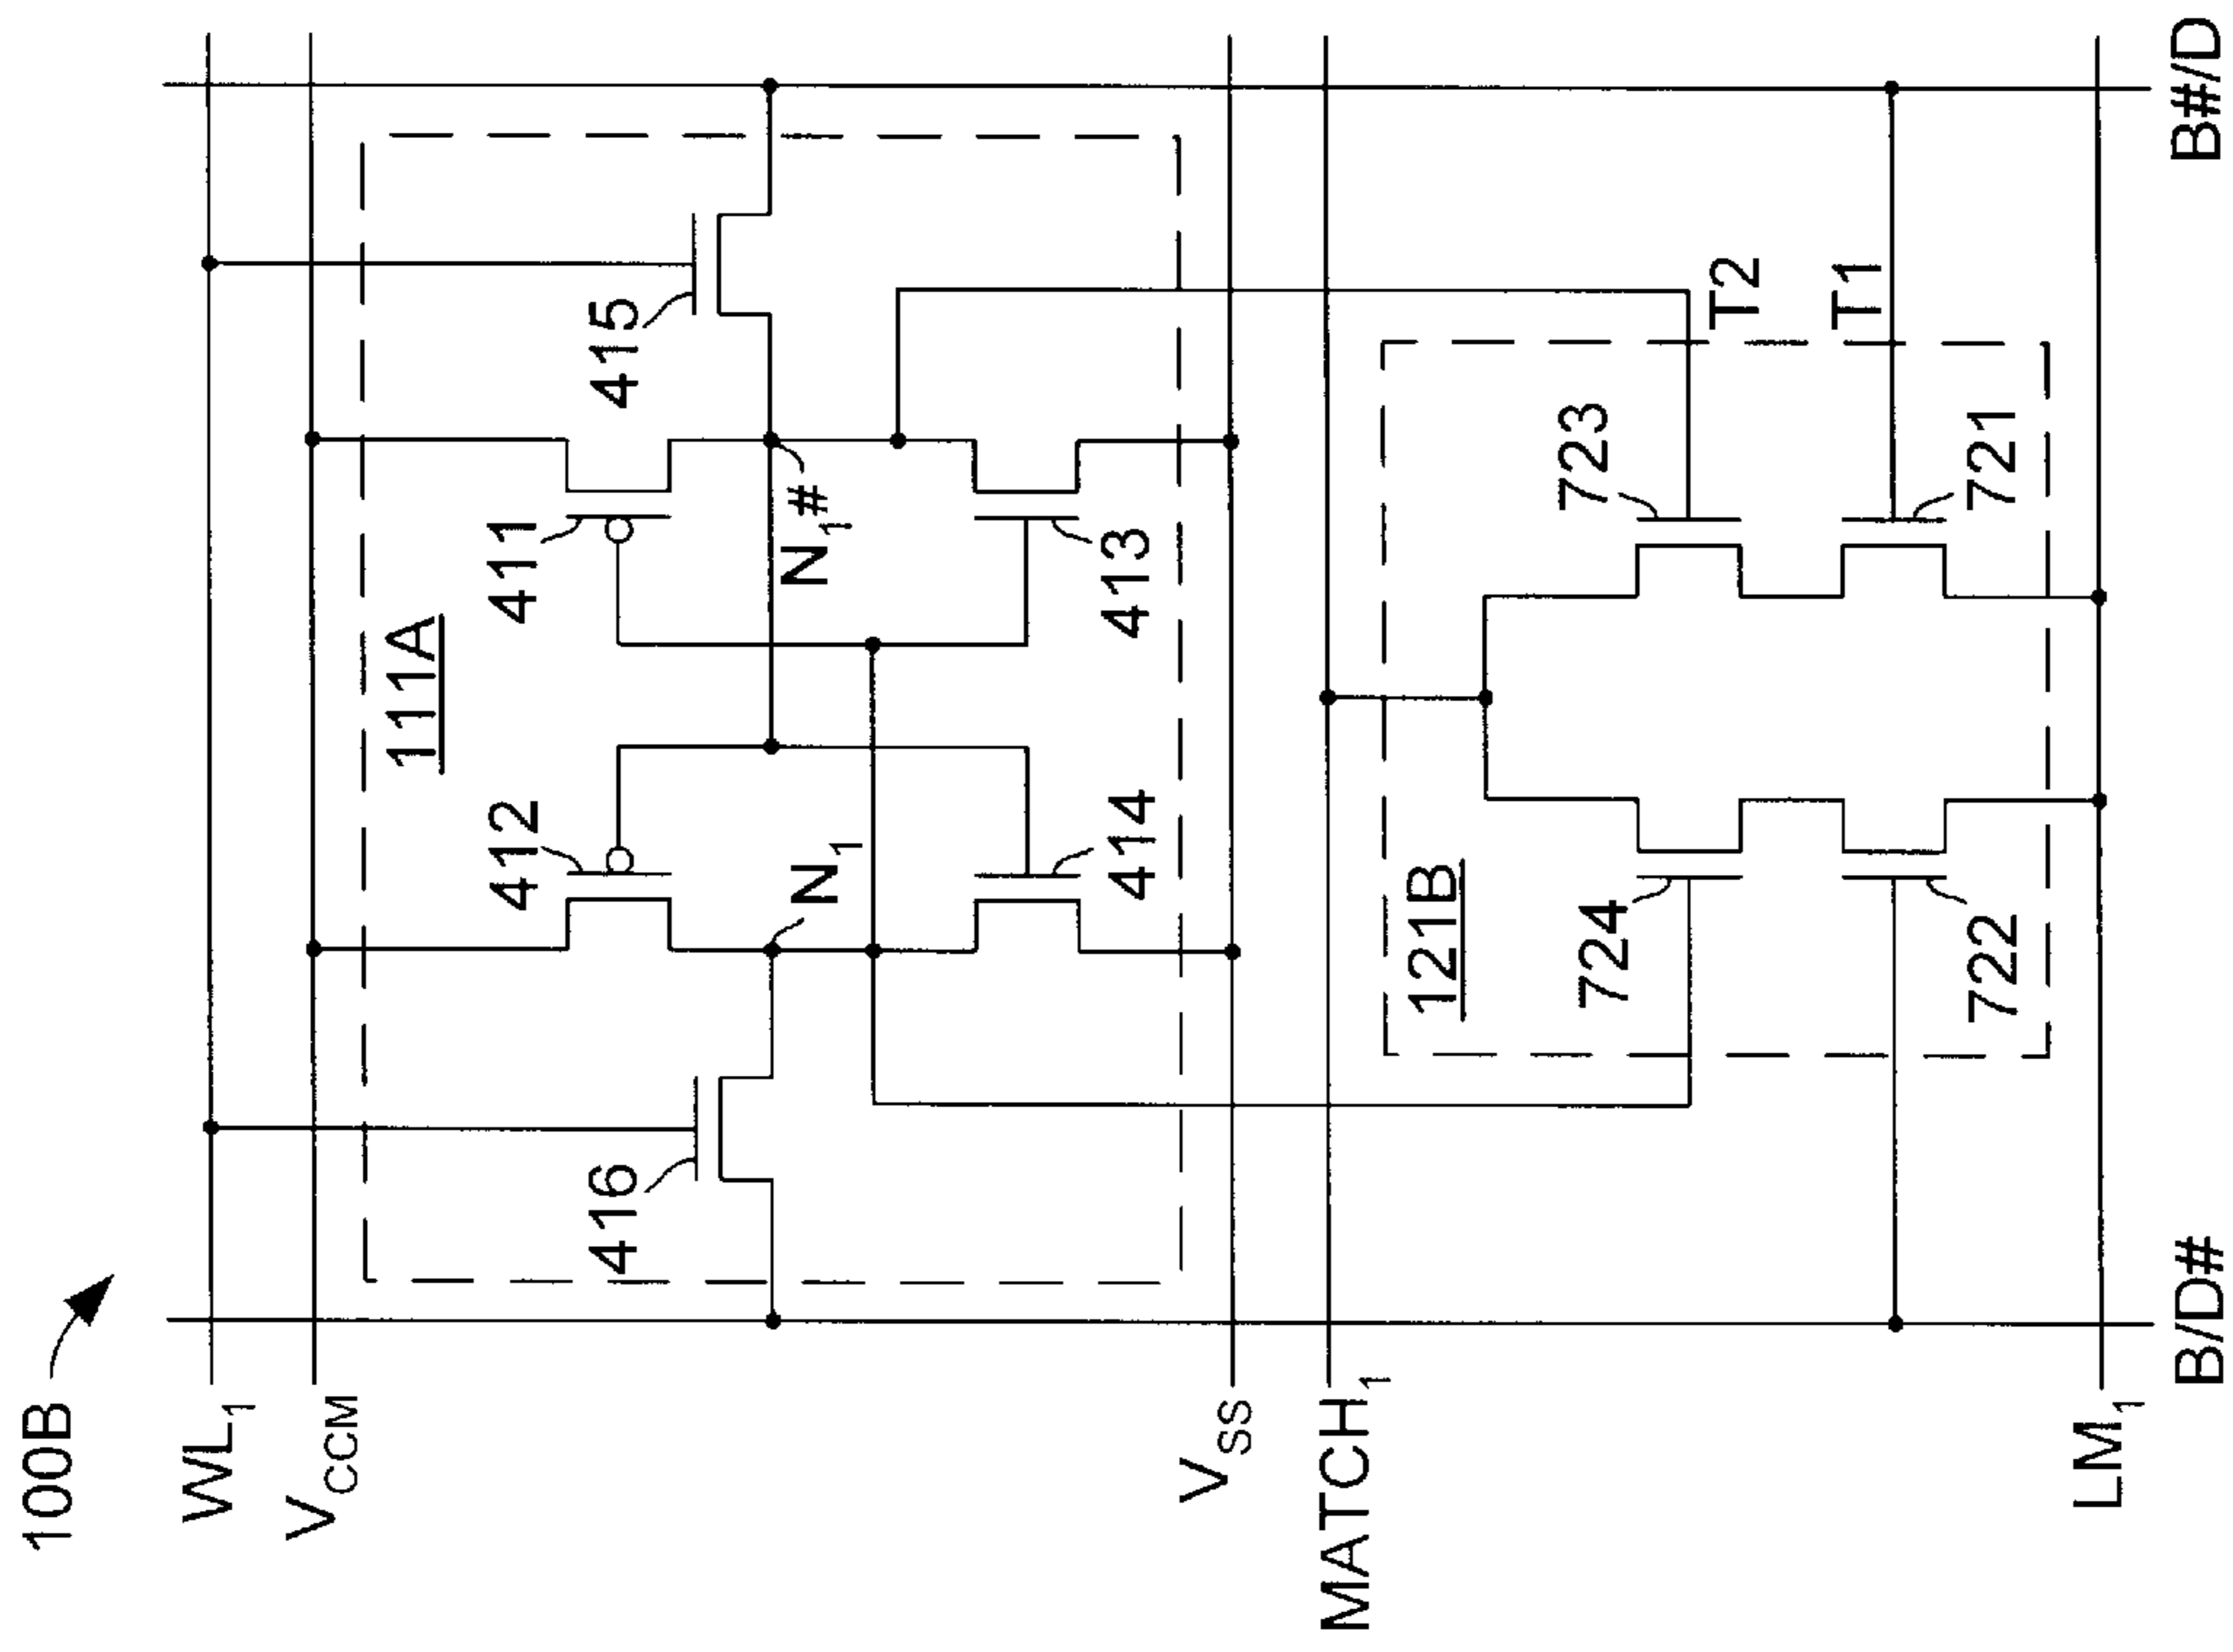 100B
WL1
VCCM
VSS
MATCH1
LM1
B/D#
B#/D
111A
411
412
413
414
415
416
N1
N1#
121B
721
722
723
724
T1
T2